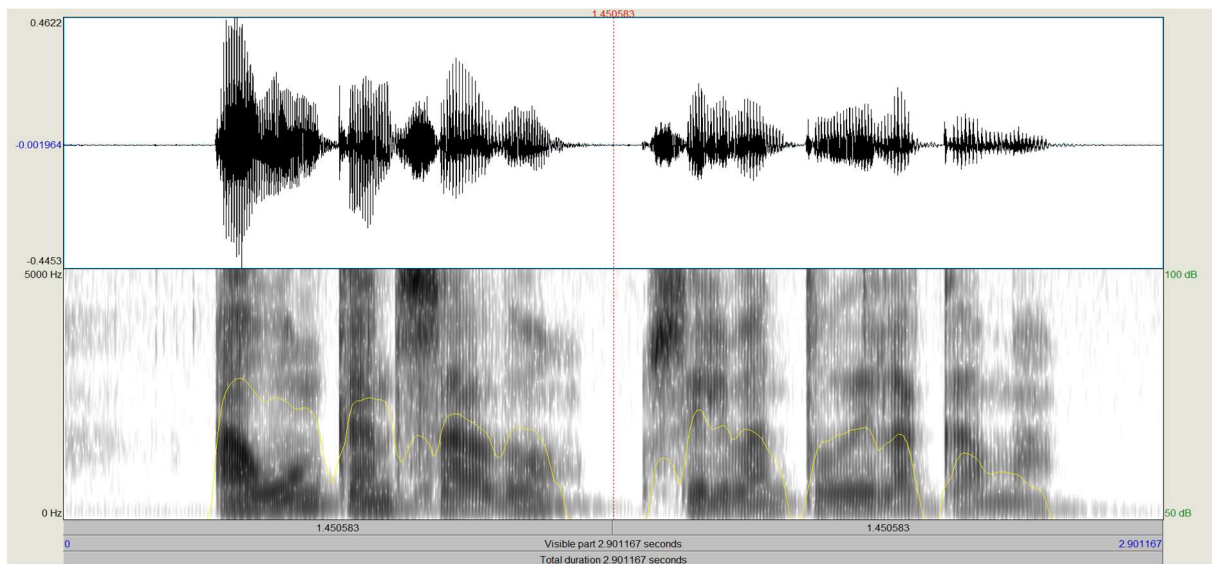 1.450583
0.4622
-0.001964
-0.4453
5000 Hz
100 dB
0 Hz
50 dB
1.450583 1.450583
0 Visible part 2.901167 seconds 2.901167
Total duration 2.901167 seconds